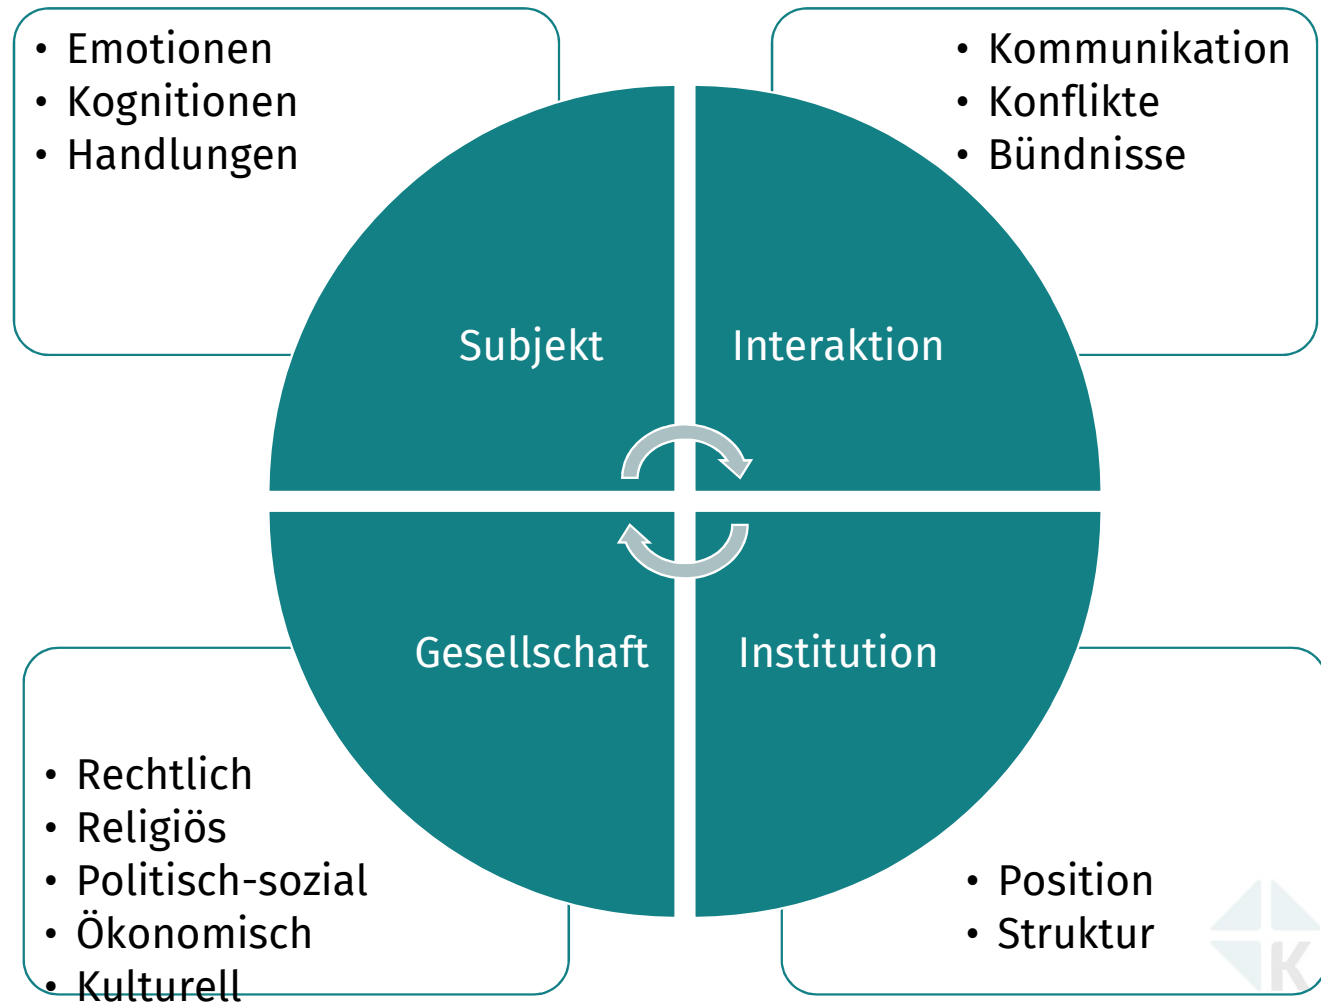 • Emotionen
• Kognitionen
• Handlungen
• Kommunikation
• Konflikte
• Bündnisse
Subjekt
Interaktion
Gesellschaft
Institution
• Rechtlich
• Religiös
• Politisch-sozial
• Ökonomisch
• Kulturell
• Position
• Struktur
K